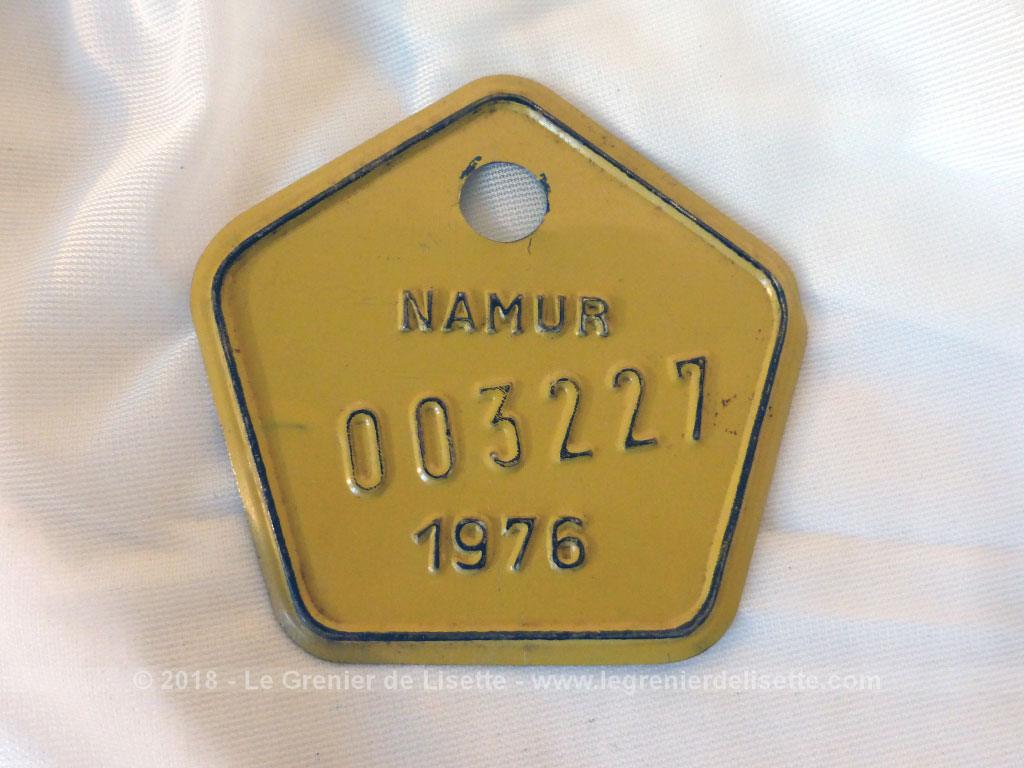 NAMUR
003227
1976
© 2018 - Le Grenier de Lisette - www.legrenierdelisette.com